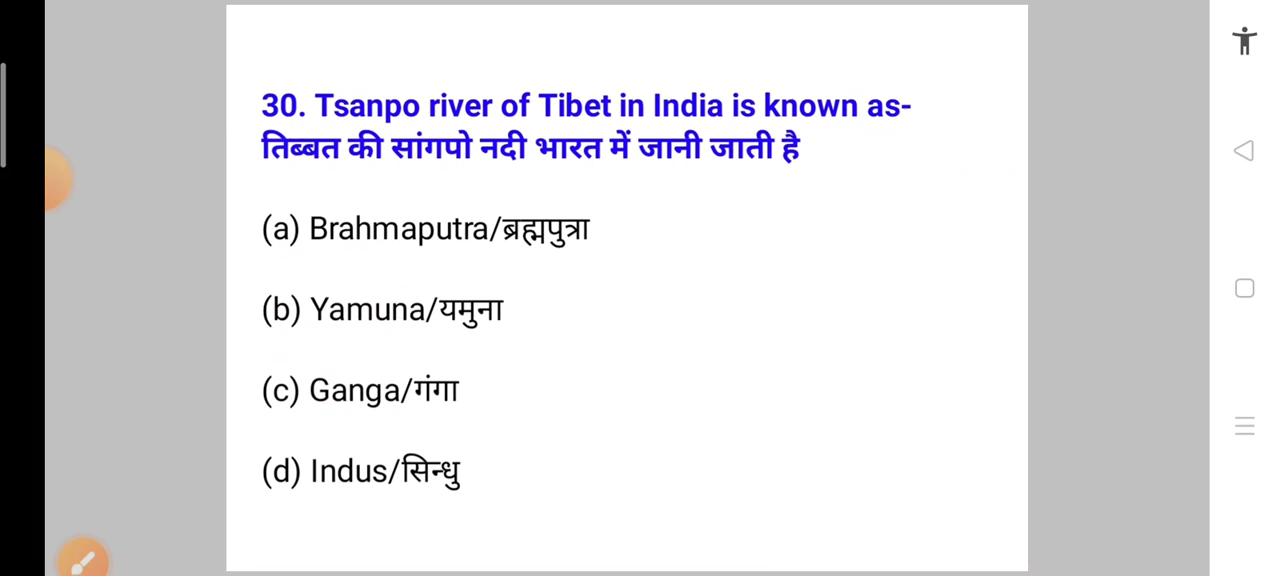 30. Tsanpo river of Tibet in India is known as-
तिब्बत की सांगपो नदी भारत में जानी जाती है
(a) Brahmaputra/ब्रह्मपुत्रा
(b) Yamuna/यमुना
(c) Ganga/गंगा
(d) Indus/सिन्धु